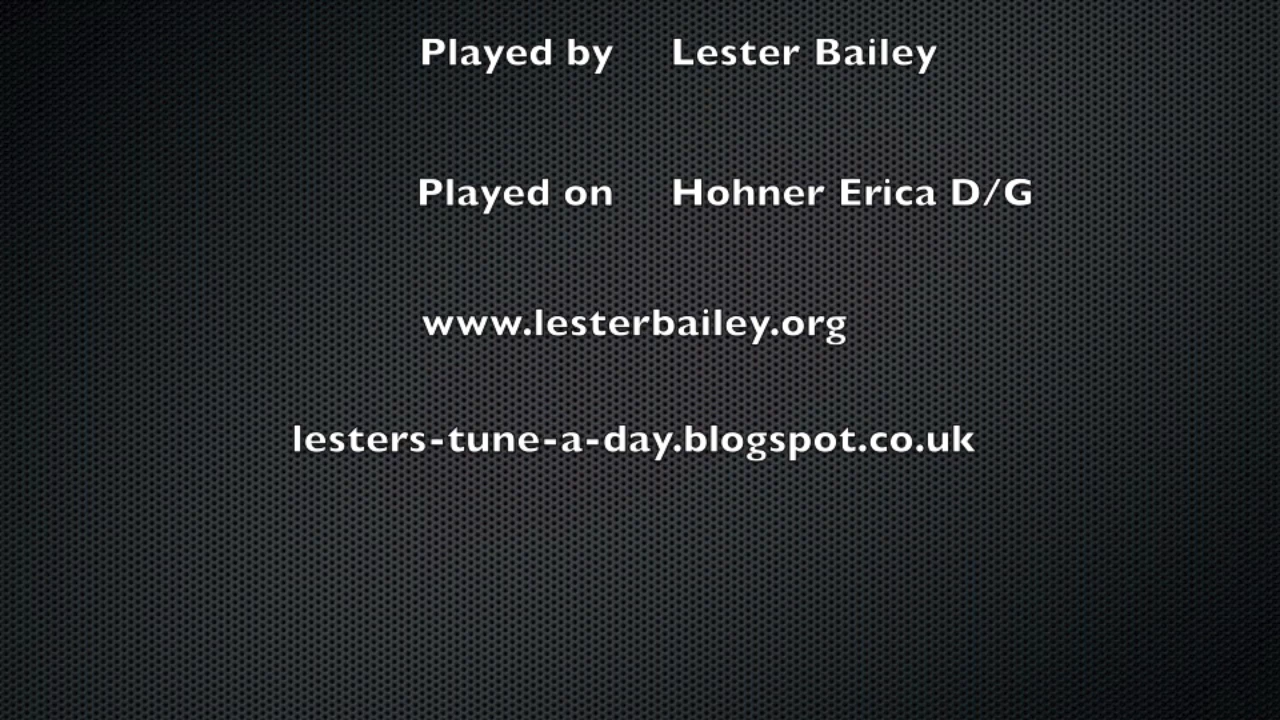 Played by Lester Bailey
Played on Hohner Erica D/G
www.lesterbailey.org
lesters-tune-a-day.blogspot.co.uk